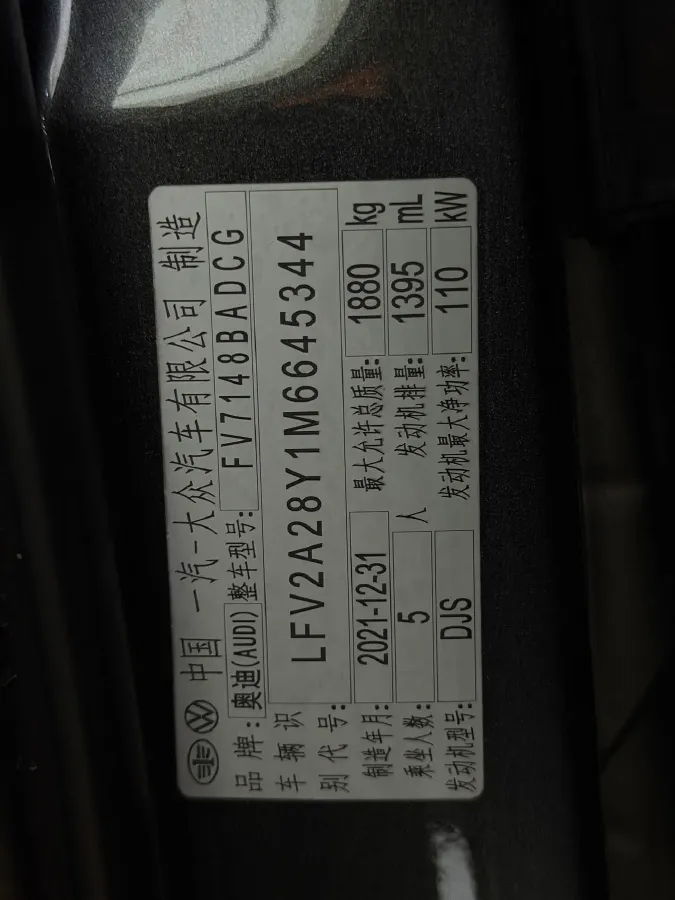 中国 一汽-大众汽车有限公司 制造
品牌: 奥迪(AUDI) 整车型号: FV7148BADCG
车辆识别代号: LFV2A28Y1M6645344
制造年月: 2021-12-31 最大允许总质量: 1880 kg
乘坐人数: 5 人 发动机排量: 1395 mL
发动机型号: DJS 发动机最大净功率: 110 kW